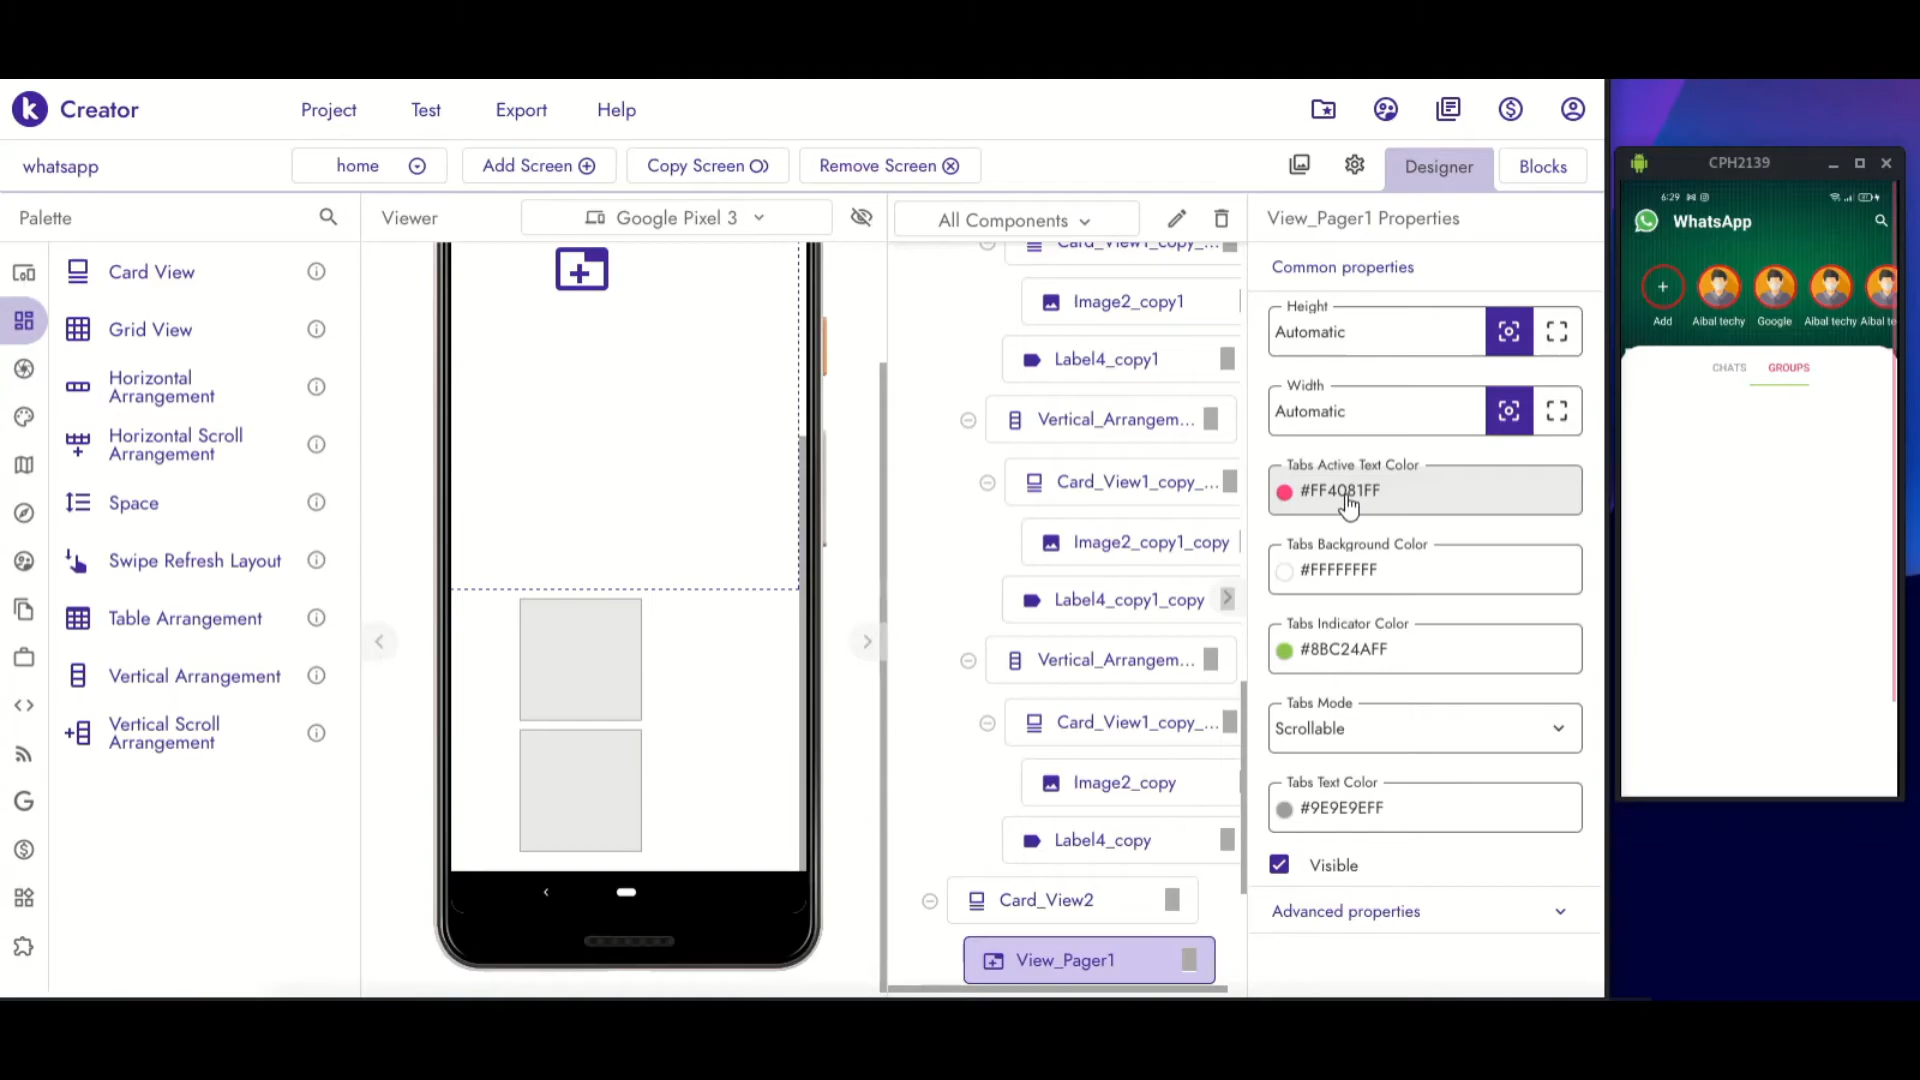 Creator
Project
Test
Export
Help
whatsapp
home
Add Screen
Copy Screen
Remove Screen
Designer
Blocks
Palette
Viewer
Google Pixel 3
All Components
View_Pager1 Properties
Card View
Grid View
Horizontal
Arrangement
Horizontal Scroll
Arrangement
Space
Swipe Refresh Layout
Table Arrangement
Vertical Arrangement
Vertical Scroll
Arrangement
Card_View1_copy_...
Image2_copy1
Label4_copy1
Vertical_Arrangem...
Card_View1_copy_...
Image2_copy1_copy
Label4_copy1_copy
Vertical_Arrangem...
Card_View1_copy_...
Image2_copy
Label4_copy
Card_View2
View_Pager1
Common properties
Height
Automatic
Width
Automatic
Tabs Active Text Color
#FF4081FF
Tabs Background Color
#FFFFFFFF
Tabs Indicator Color
#8BC24AFF
Tabs Mode
Scrollable
Tabs Text Color
#9E9E9EFF
Visible
Advanced properties
CPH2139
6:29
WhatsApp
Add
Aibal techy
Google
Aibal techy
Aibal te
CHATS
GROUPS